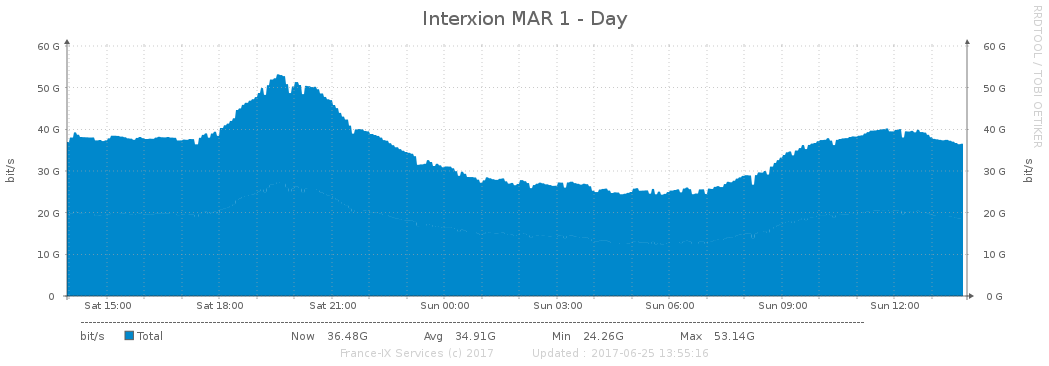 Interxion MAR 1 - Day
RRDTOOL / TOBI OETIKER
bit/s
bit/s
60 G 60 G
50 G 50 G
40 G 40 G
30 G 30 G
20 G 20 G
10 G 10 G
0 0 G
Sat 15:00 Sat 18:00 Sat 21:00 Sun 00:00 Sun 03:00 Sun 06:00 Sun 09:00 Sun 12:00
bit/s Total Now 36.48G Avg 34.91G Min 24.26G Max 53.14G
France-IX Services (c) 2017 Updated : 2017-06-25 13:55:16